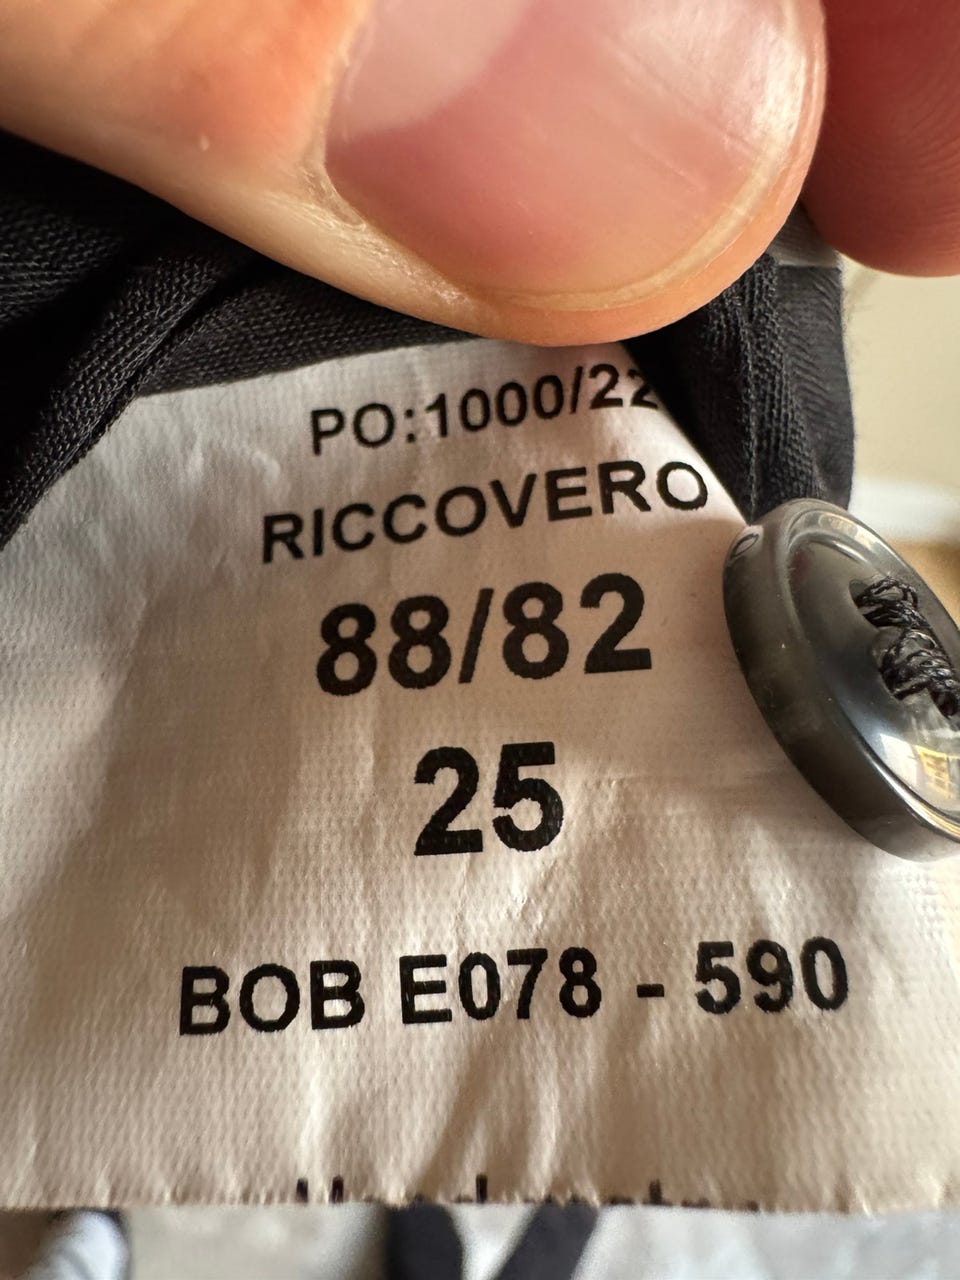 PO:1000/22
RICCOVERO
88/82
25
BOB E078 - 590